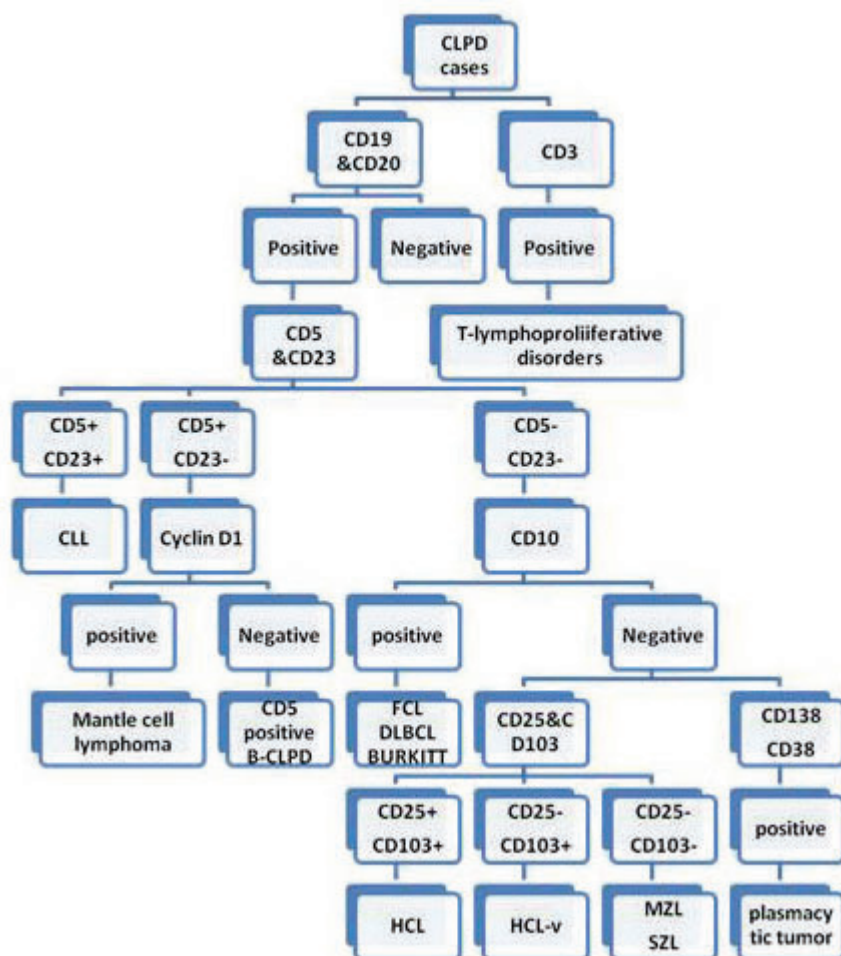 CLPD
cases
CD19
&CD20
CD3
Positive
Negative
Positive
CD5
&CD23
T-lymphoproliiferative
disorders
CD5+
CD23+
CD5+
CD23-
CD5-
CD23-
CLL
Cyclin D1
CD10
positive
Negative
positive
Negative
Mantle cell
lymphoma
CD5
positive
B-CLPD
FCL
DLBCL
BURKITT
CD25&C
D103
CD138
CD38
CD25+
CD103+
CD25-
CD103+
CD25-
CD103-
positive
HCL
HCL-v
MZL
SZL
plasmacy
tic tumor